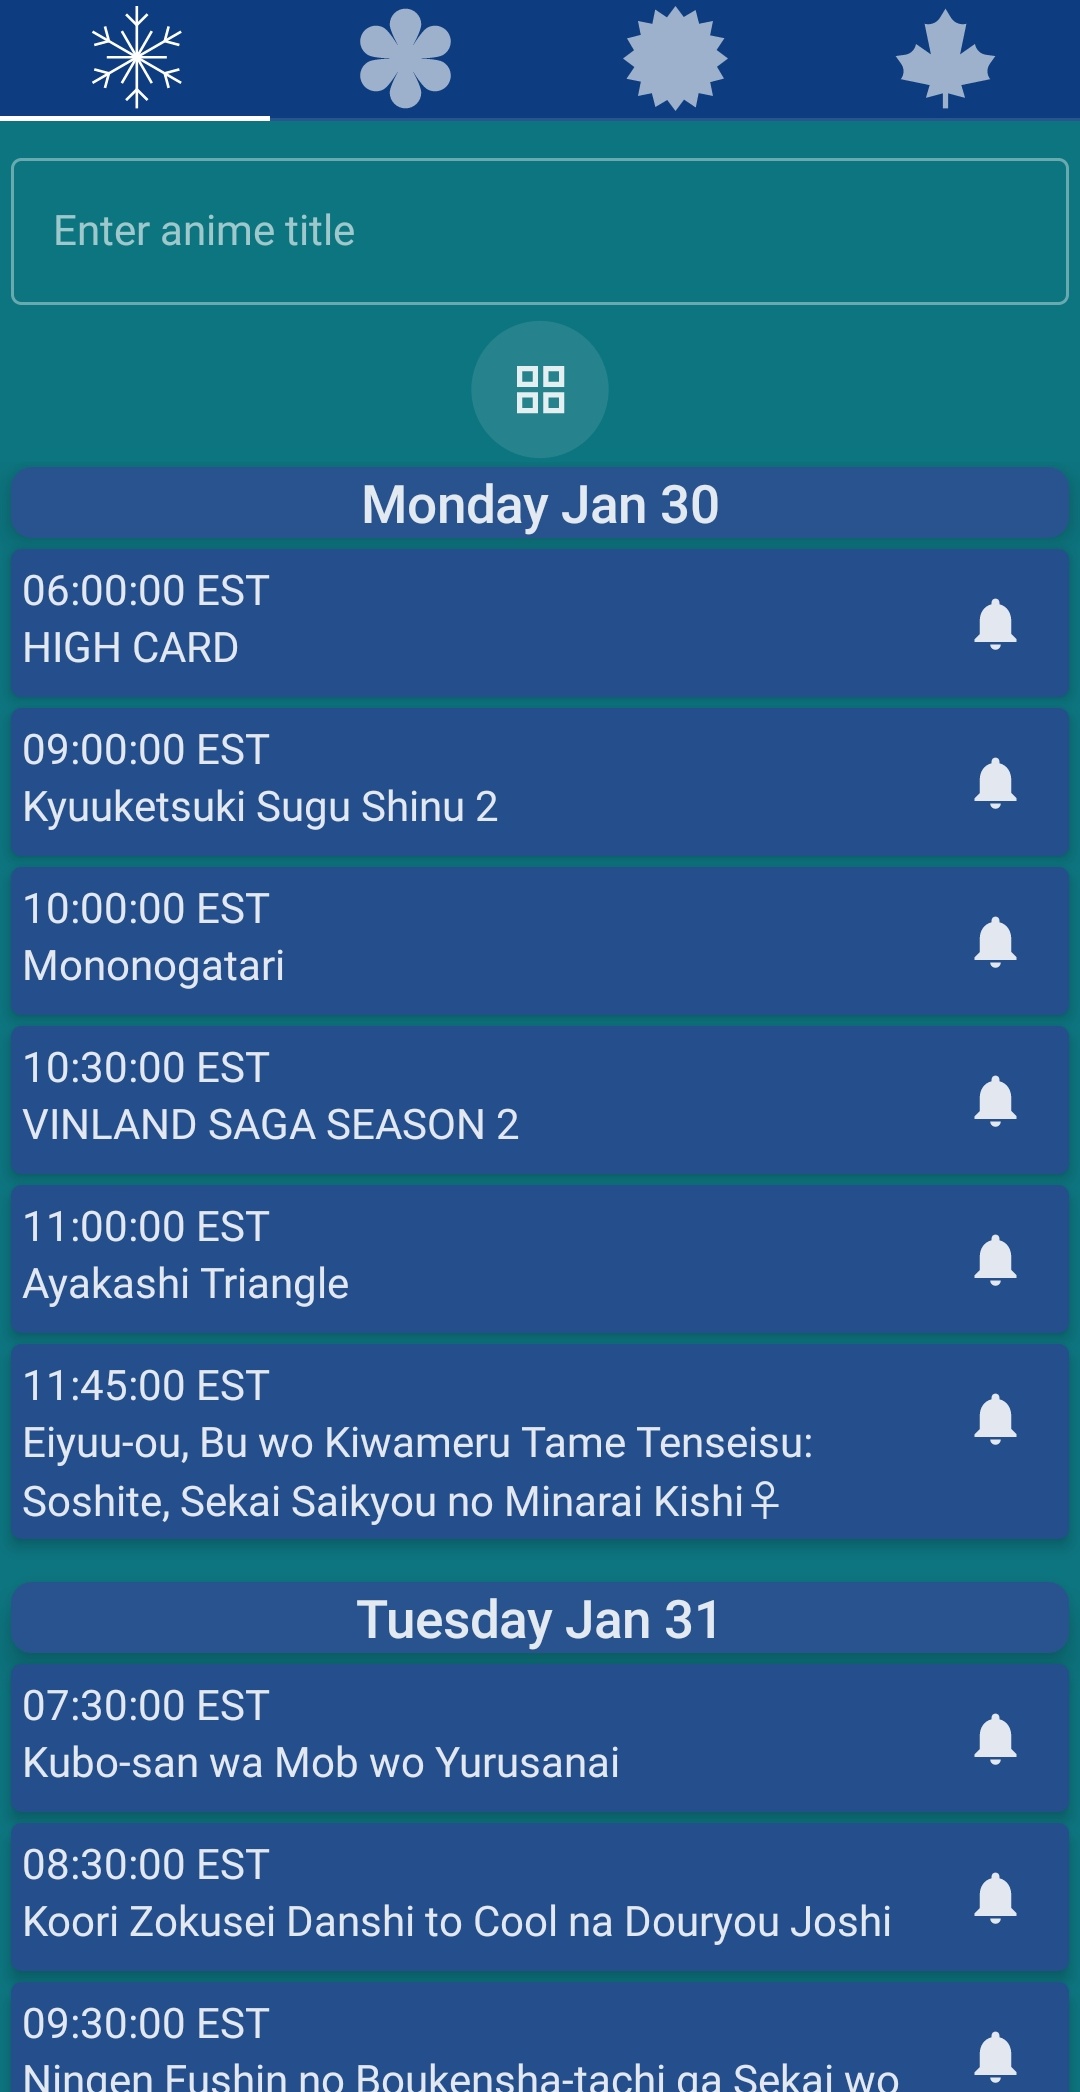 Enter anime title
Monday Jan 30
06:00:00 EST
HIGH CARD
09:00:00 EST
Kyuuketsuki Sugu Shinu 2
10:00:00 EST
Mononogatari
10:30:00 EST
VINLAND SAGA SEASON 2
11:00:00 EST
Ayakashi Triangle
11:45:00 EST
Eiyuu-ou, Bu wo Kiwameru Tame Tenseisu:
Soshite, Sekai Saikyou no Minarai Kishi♀
Tuesday Jan 31
07:30:00 EST
Kubo-san wa Mob wo Yurusanai
08:30:00 EST
Koori Zokusei Danshi to Cool na Douryou Joshi
09:30:00 EST
Ningen Fushin no Boukensha-tachi ga Sekai wo